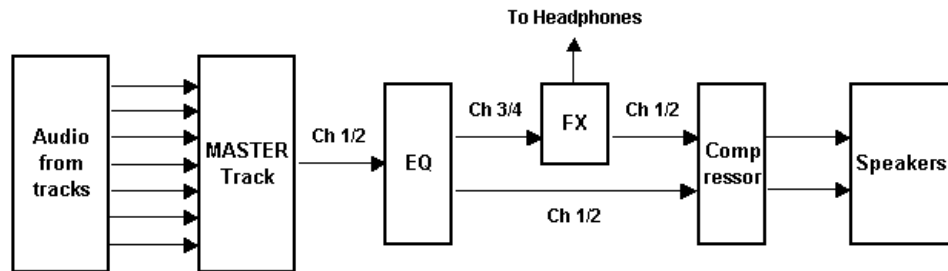 To Headphones
Audio
from
tracks
MASTER
Track
Ch 1/2
EQ
Ch 3/4
FX
Ch 1/2
Ch 1/2
Comp
ressor
Speakers